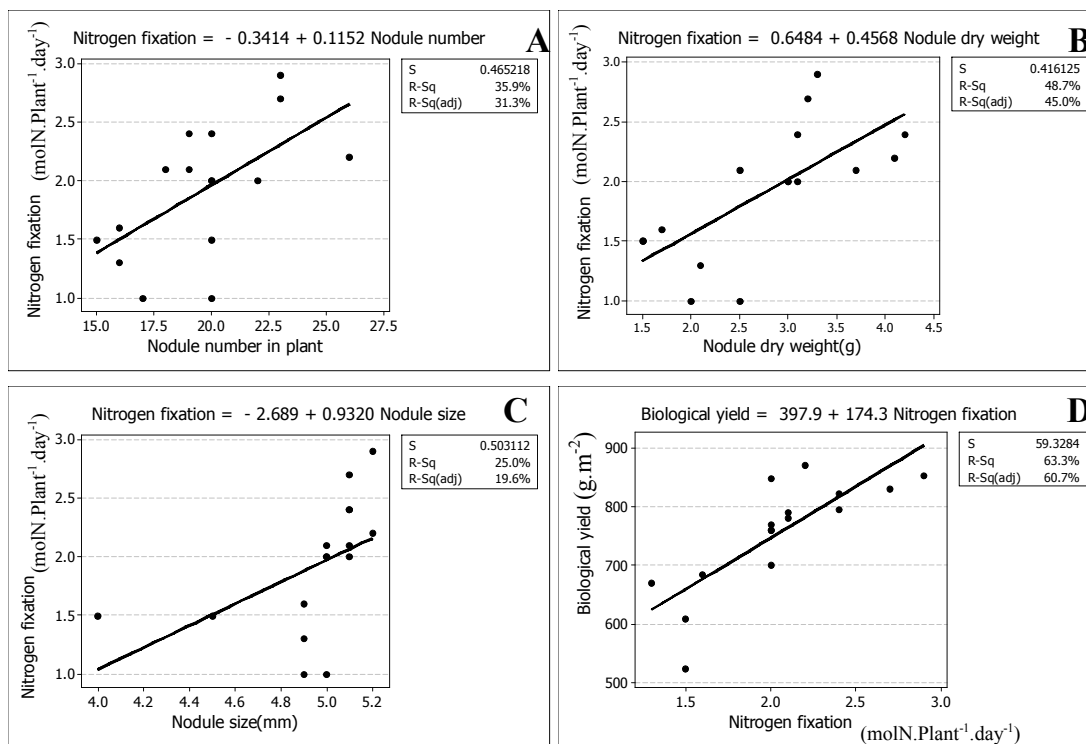 Nitrogen fixation = - 0.3414 + 0.1152 Nodule number
A
S 0.465218
R-Sq 35.9%
R-Sq(adj) 31.3%
Nitrogen fixation (molN.Plant⁻¹.day⁻¹)
3.0
2.5
2.0
1.5
1.0
15.0 17.5 20.0 22.5 25.0 27.5
Nodule number in plant
Nitrogen fixation = 0.6484 + 0.4568 Nodule dry weight
B
S 0.416125
R-Sq 48.7%
R-Sq(adj) 45.0%
Nitrogen fixation (molN.Plant⁻¹.day⁻¹)
3.0
2.5
2.0
1.5
1.0
1.5 2.0 2.5 3.0 3.5 4.0 4.5
Nodule dry weight(g)
Nitrogen fixation = - 2.689 + 0.9320 Nodule size
C
S 0.503112
R-Sq 25.0%
R-Sq(adj) 19.6%
Nitrogen fixation (molN.Plant⁻¹.day⁻¹)
3.0
2.5
2.0
1.5
1.0
4.0 4.2 4.4 4.6 4.8 5.0 5.2
Nodule size(mm)
Biological yield = 397.9 + 174.3 Nitrogen fixation
D
S 59.3284
R-Sq 63.3%
R-Sq(adj) 60.7%
Biological yield (g.m⁻²)
900
800
700
600
500
1.5 2.0 2.5 3.0
Nitrogen fixation (molN.Plant⁻¹.day⁻¹)